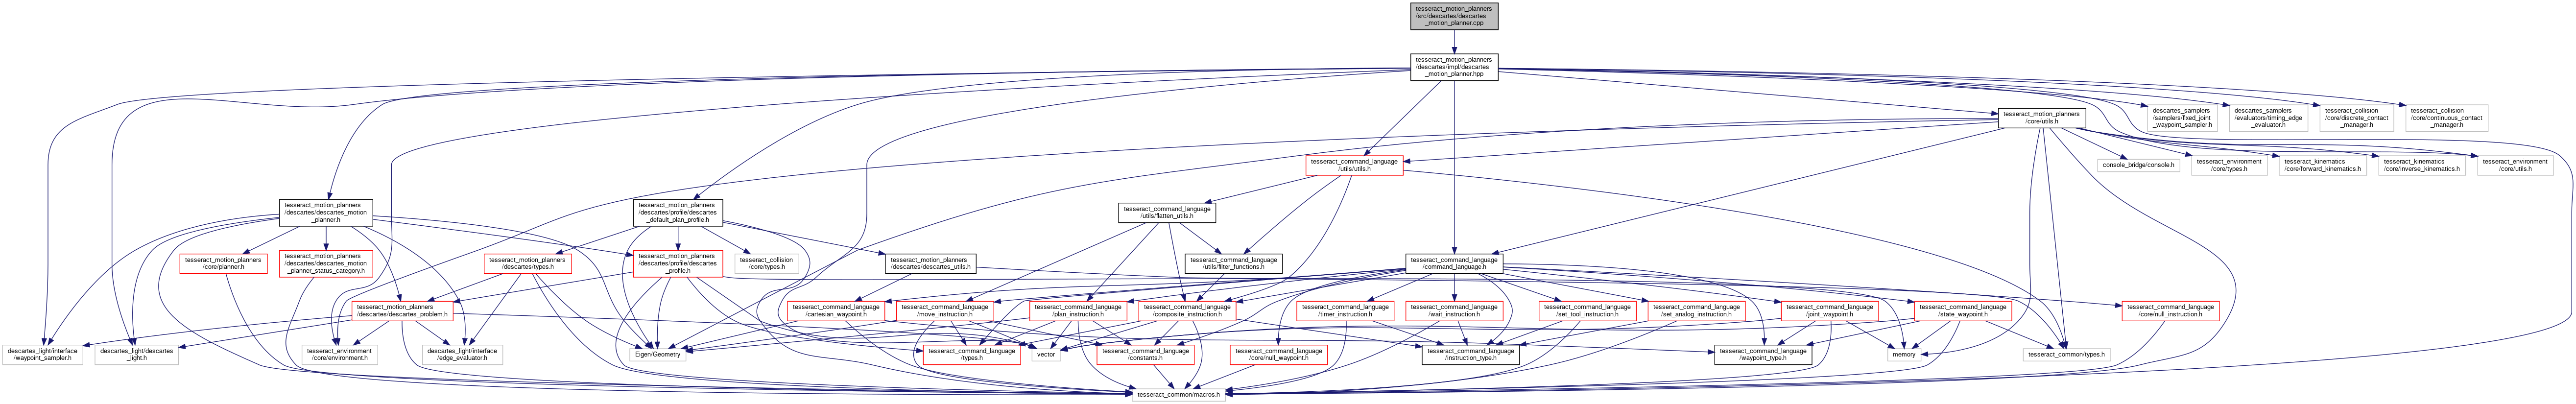 tesseract_motion_planners
/src/descartes/descartes
_motion_planner.cpp
tesseract_motion_planners
/descartes/impl/descartes
_motion_planner.hpp
descartes_samplers
/samplers/fixed_joint
_waypoint_sampler.h
descartes_samplers
/evaluators/timing_edge
_evaluator.h
tesseract_collision
/core/discrete_contact
_manager.h
tesseract_collision
/core/continuous_contact
_manager.h
tesseract_motion_planners
/core/utils.h
tesseract_command_language
/utils/utils.h
console_bridge/console.h
tesseract_environment
/core/types.h
tesseract_kinematics
/core/forward_kinematics.h
tesseract_kinematics
/core/inverse_kinematics.h
tesseract_environment
/core/utils.h
tesseract_motion_planners
/descartes/descartes_motion
_planner.h
tesseract_motion_planners
/descartes/profile/descartes
_default_plan_profile.h
tesseract_command_language
/utils/flatten_utils.h
tesseract_motion_planners
/core/planner.h
tesseract_motion_planners
/descartes/descartes_motion
_planner_status_category.h
tesseract_motion_planners
/descartes/types.h
tesseract_motion_planners
/descartes/profile/descartes
_profile.h
tesseract_collision
/core/types.h
tesseract_motion_planners
/descartes/descartes_utils.h
tesseract_command_language
/utils/filter_functions.h
tesseract_command_language
/command_language.h
tesseract_motion_planners
/descartes/descartes_problem.h
tesseract_command_language
/cartesian_waypoint.h
tesseract_command_language
/move_instruction.h
tesseract_command_language
/plan_instruction.h
tesseract_command_language
/composite_instruction.h
tesseract_command_language
/timer_instruction.h
tesseract_command_language
/wait_instruction.h
tesseract_command_language
/set_tool_instruction.h
tesseract_command_language
/set_analog_instruction.h
tesseract_command_language
/joint_waypoint.h
tesseract_command_language
/state_waypoint.h
tesseract_command_language
/core/null_instruction.h
descartes_light/interface
/waypoint_sampler.h
descartes_light/descartes
_light.h
tesseract_environment
/core/environment.h
descartes_light/interface
/edge_evaluator.h
Eigen/Geometry
tesseract_command_language
/types.h
vector
tesseract_command_language
/constants.h
tesseract_command_language
/core/null_waypoint.h
tesseract_command_language
/instruction_type.h
tesseract_command_language
/waypoint_type.h
memory
tesseract_common/types.h
tesseract_common/macros.h